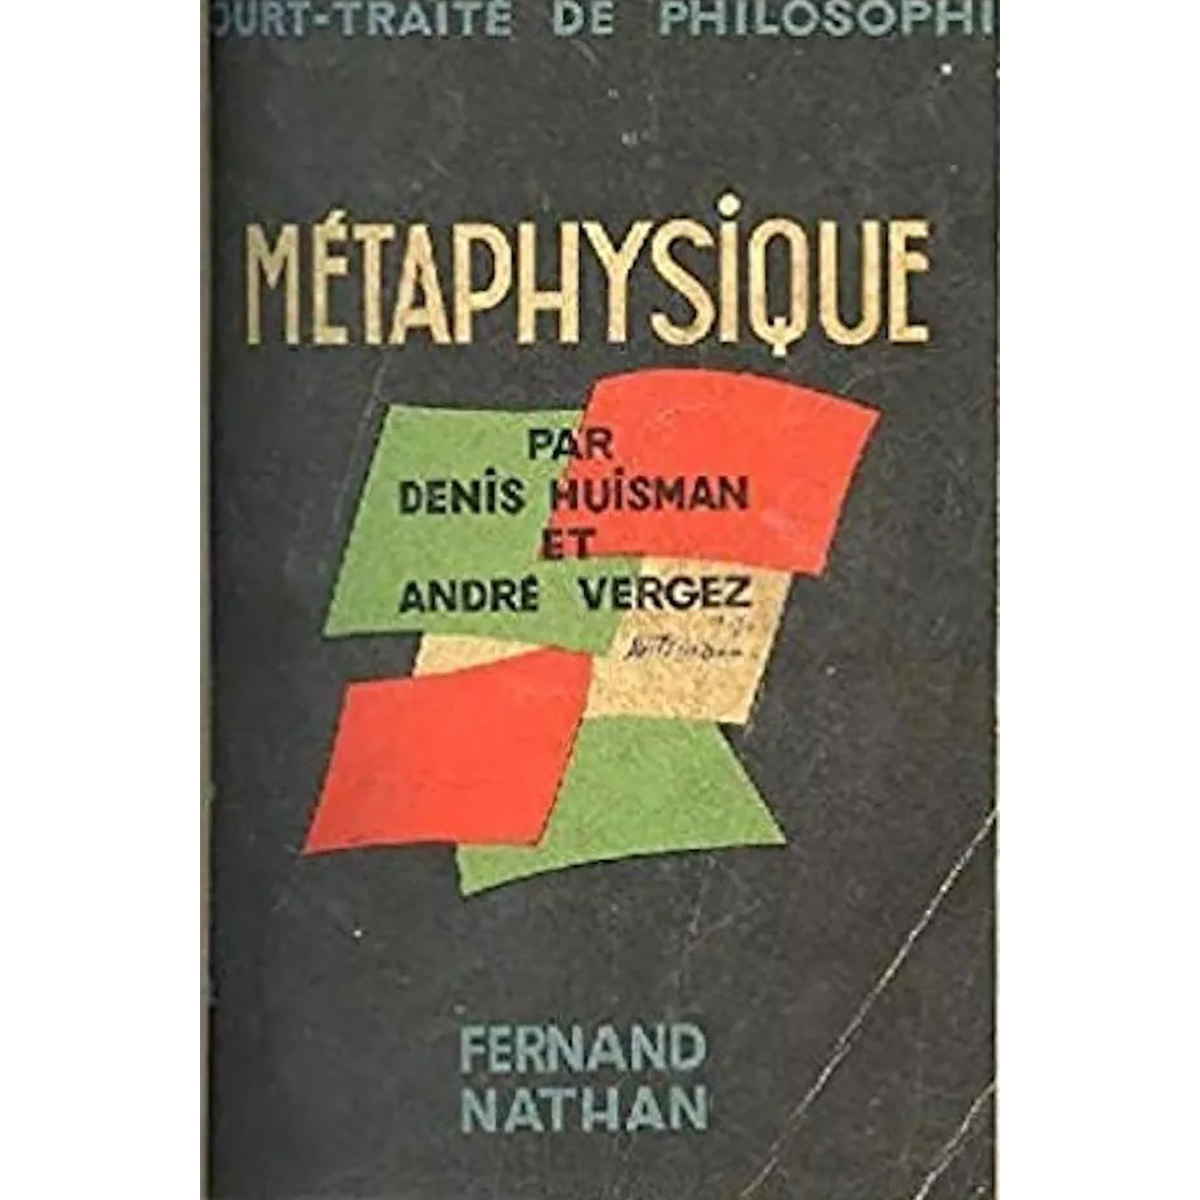 OURT-TRAITÉ DE PHILOSOPHI
MÉTAPHYSIQUE
PAR
DENIS HUISMAN
ET
ANDRÉ VERGEZ
FERNAND
NATHAN